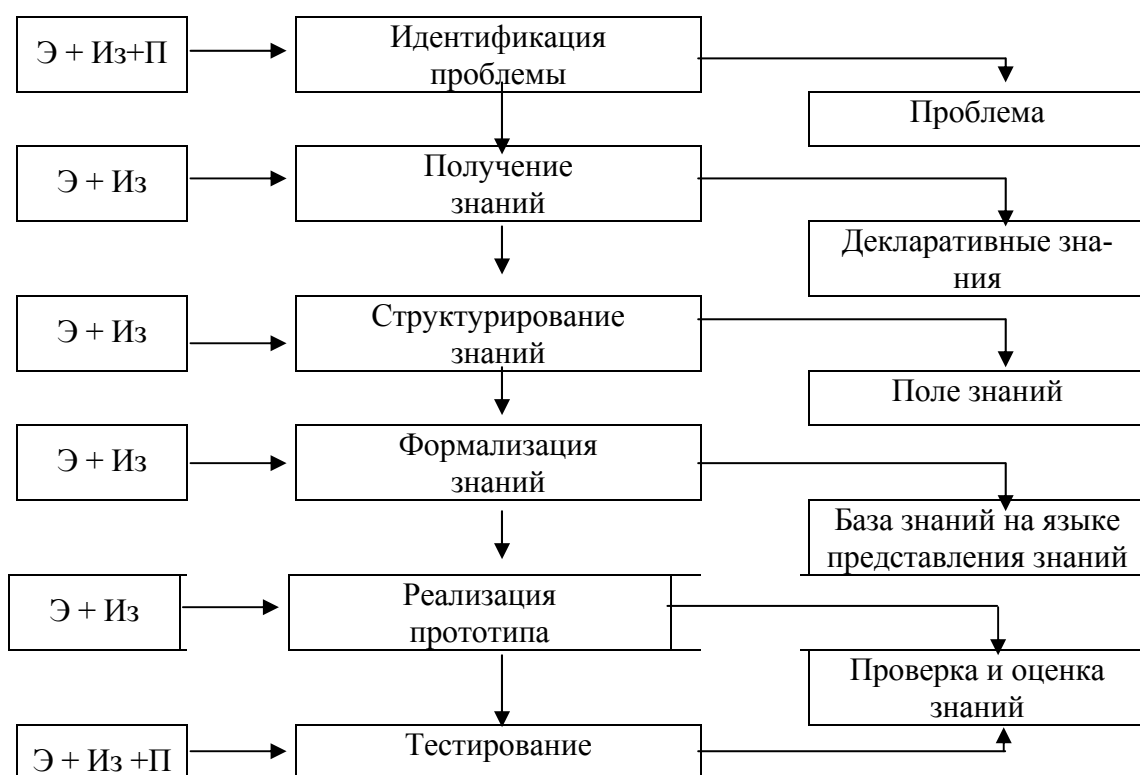 Э + Из+П
Идентификация
проблемы
Проблема
Э + Из
Получение
знаний
Декларативные зна-
ния
Э + Из
Структурирование
знаний
Поле знаний
Э + Из
Формализация
знаний
База знаний на языке
представления знаний
Э + Из
Реализация
прототипа
Проверка и оценка
знаний
Э + Из +П
Тестирование